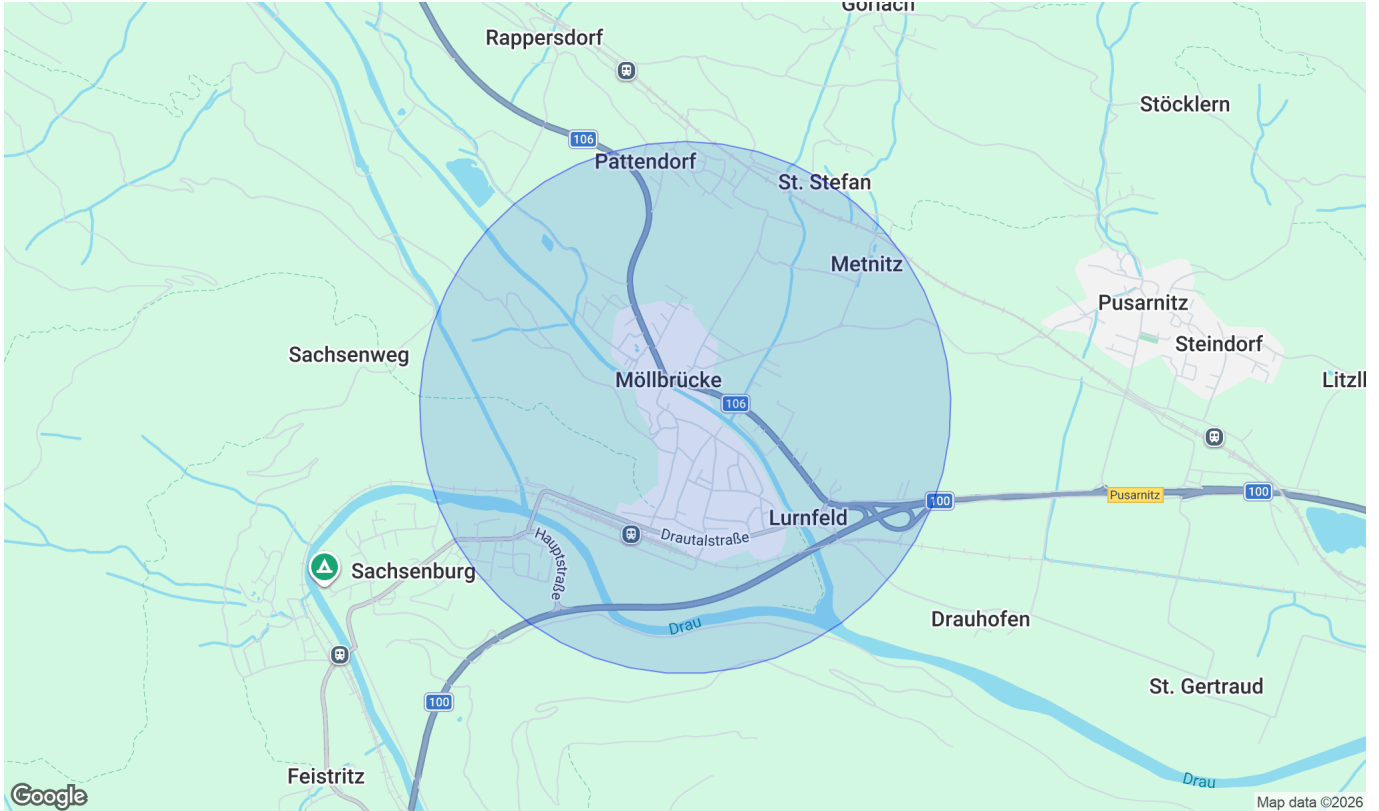 Görlach
Rappersdorf
Stöcklern
106
Pattendorf
St. Stefan
Metnitz
Pusarnitz
Steindorf
Sachsenweg
Möllbrücke
106
Pusarnitz
100
100
Lurnfeld
Drautalstraße
Hauptstraße
Sachsenburg
Drau
Drauhofen
St. Gertraud
100
Feistritz
Drau
Google
Map data ©2026